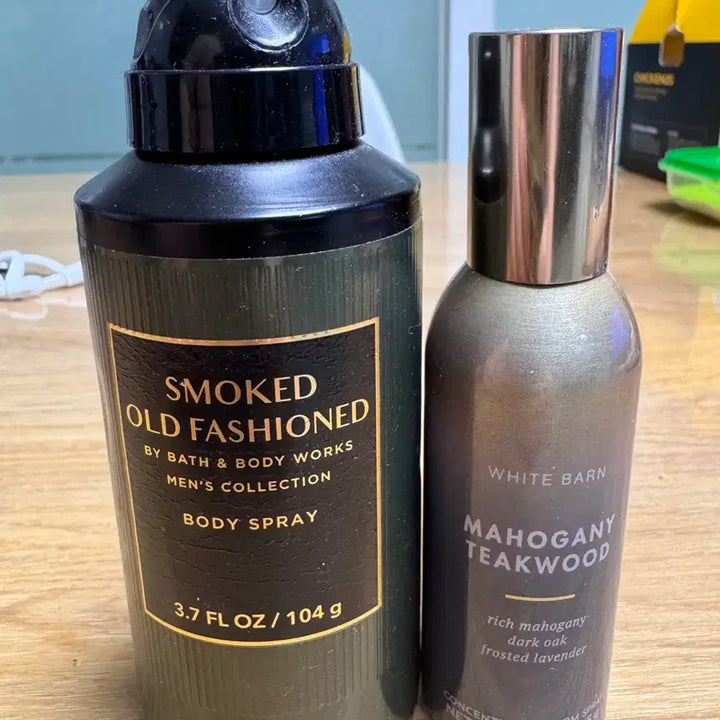 SMOKED
OLD FASHIONED
BY BATH & BODY WORKS
MEN'S COLLECTION
BODY SPRAY
3.7 FL OZ / 104 g
WHITE BARN
MAHOGANY
TEAKWOOD
rich mahogany
dark oak
frosted lavender